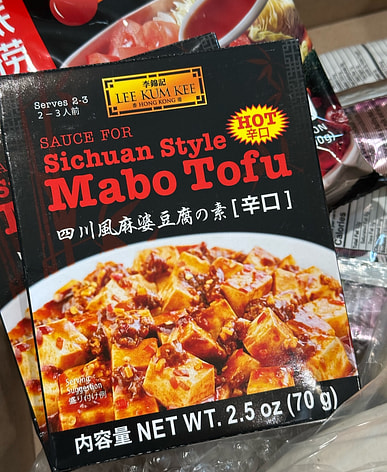 Serves 2-3
2－3人前
李錦記
LEE KUM KEE
香 HONG KONG 港
SAUCE FOR
HOT
辛口
Sichuan Style
Mabo Tofu
四川風麻婆豆腐の素 [辛口]
Serving
Suggestion
盛り付け例
内容量 NET WT. 2.5 oz (70 g)
Calories